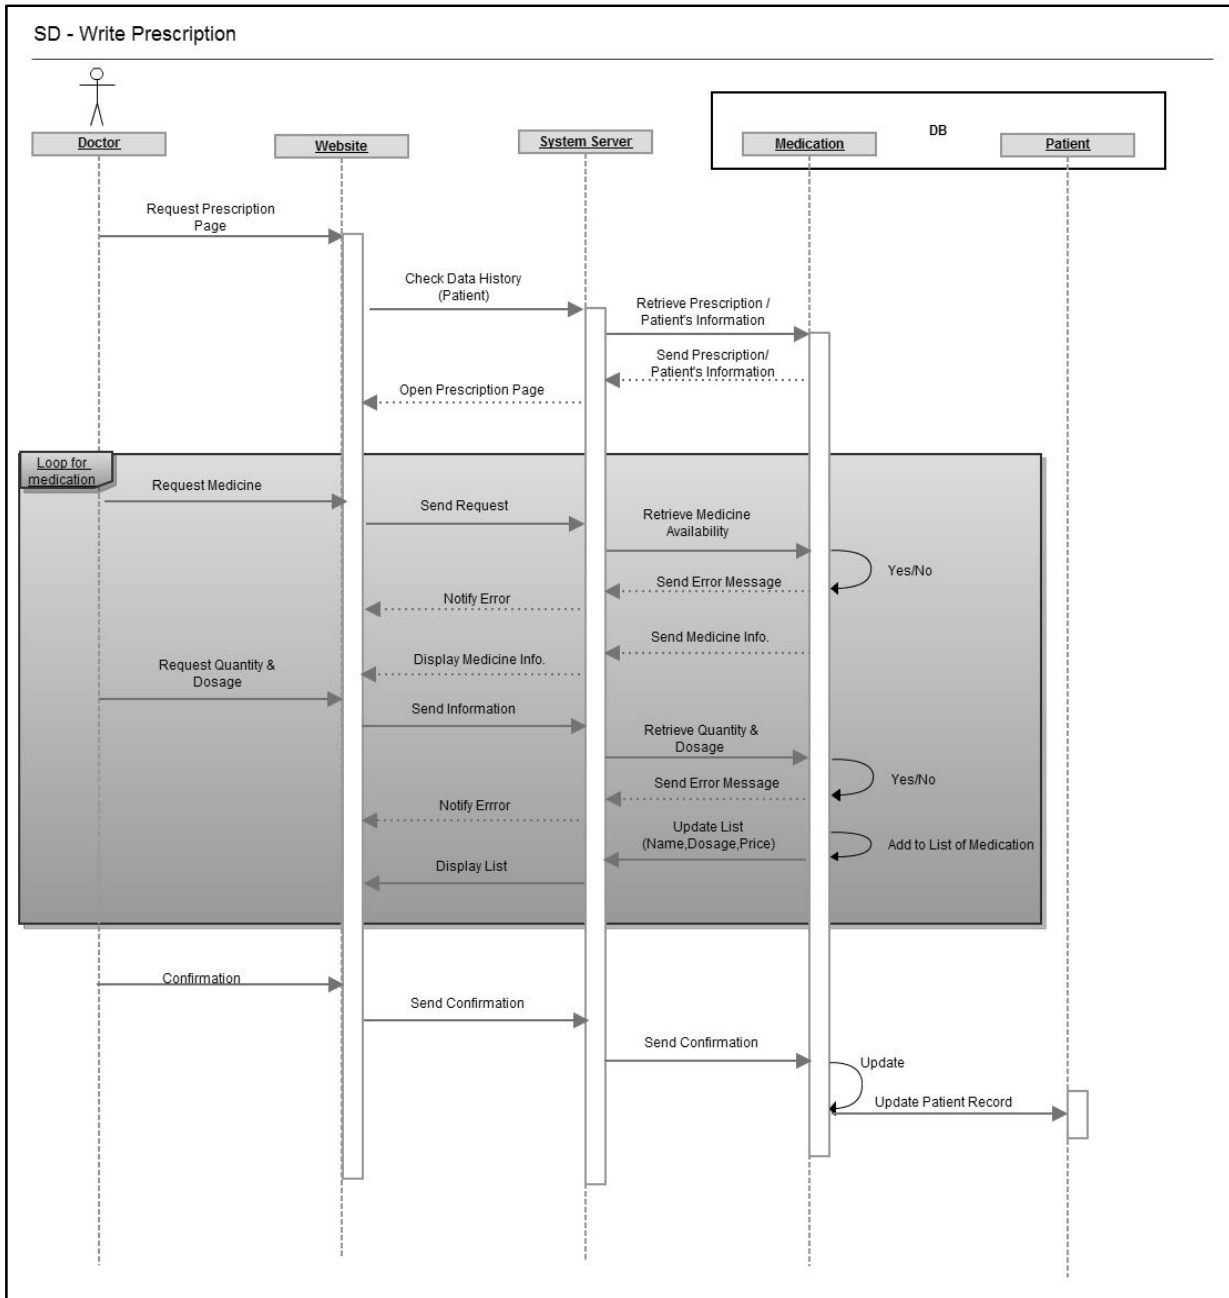 SD - Write Prescription
DB
Doctor
Website
System Server
Medication
Patient
Request Prescription
Page
Check Data History
(Patient)
Retrieve Prescription /
Patient's Information
Send Prescription/
Patient's Information
Open Prescription Page
Loop for
medication
Request Medicine
Send Request
Retrieve Medicine
Availability
Yes/No
Send Error Message
Notify Error
Send Medicine Info.
Display Medicine Info.
Request Quantity &
Dosage
Send Information
Retrieve Quantity &
Dosage
Yes/No
Send Error Message
Notify Errror
Update List
(Name,Dosage,Price)
Add to List of Medication
Display List
Confirmation
Send Confirmation
Send Confirmation
Update
Update Patient Record